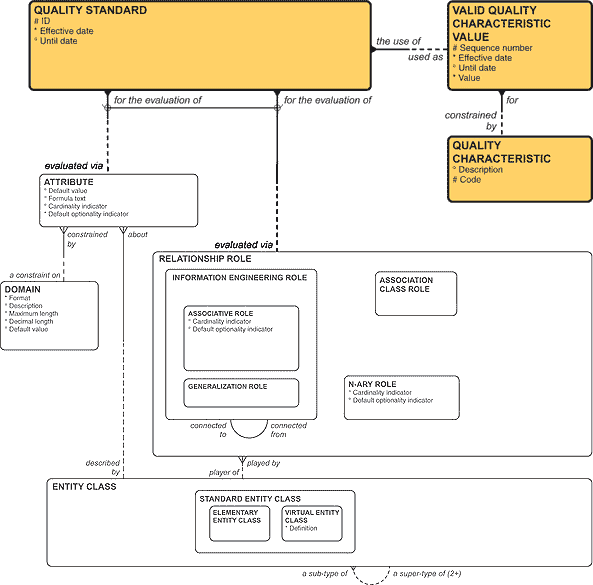 QUALITY STANDARD
# ID
* Effective date
° Until date
VALID QUALITY
CHARACTERISTIC
VALUE
# Sequence number
* Effective date
° Until date
* Value
the use of
used as
for the evaluation of
for the evaluation of
for
constrained
by
QUALITY
CHARACTERISTIC
° Description
# Code
evaluated via
ATTRIBUTE
* Default value
* Formula text
* Cardinality indicator
* Default optionality indicator
constrained
by
about
a constraint on
DOMAIN
* Format
* Description
* Maximum length
* Decimal length
* Default value
evaluated via
RELATIONSHIP ROLE
INFORMATION ENGINEERING ROLE
ASSOCIATIVE ROLE
* Cardinality indicator
* Default optionality indicator
GENERALIZATION ROLE
connected
to
connected
from
ASSOCIATION
CLASS ROLE
N-ARY ROLE
* Cardinality indicator
* Default optionality indicator
described
by
played by
player of
ENTITY CLASS
STANDARD ENTITY CLASS
ELEMENTARY
ENTITY CLASS
VIRTUAL ENTITY
CLASS
* Definition
a sub-type of
a super-type of (2+)